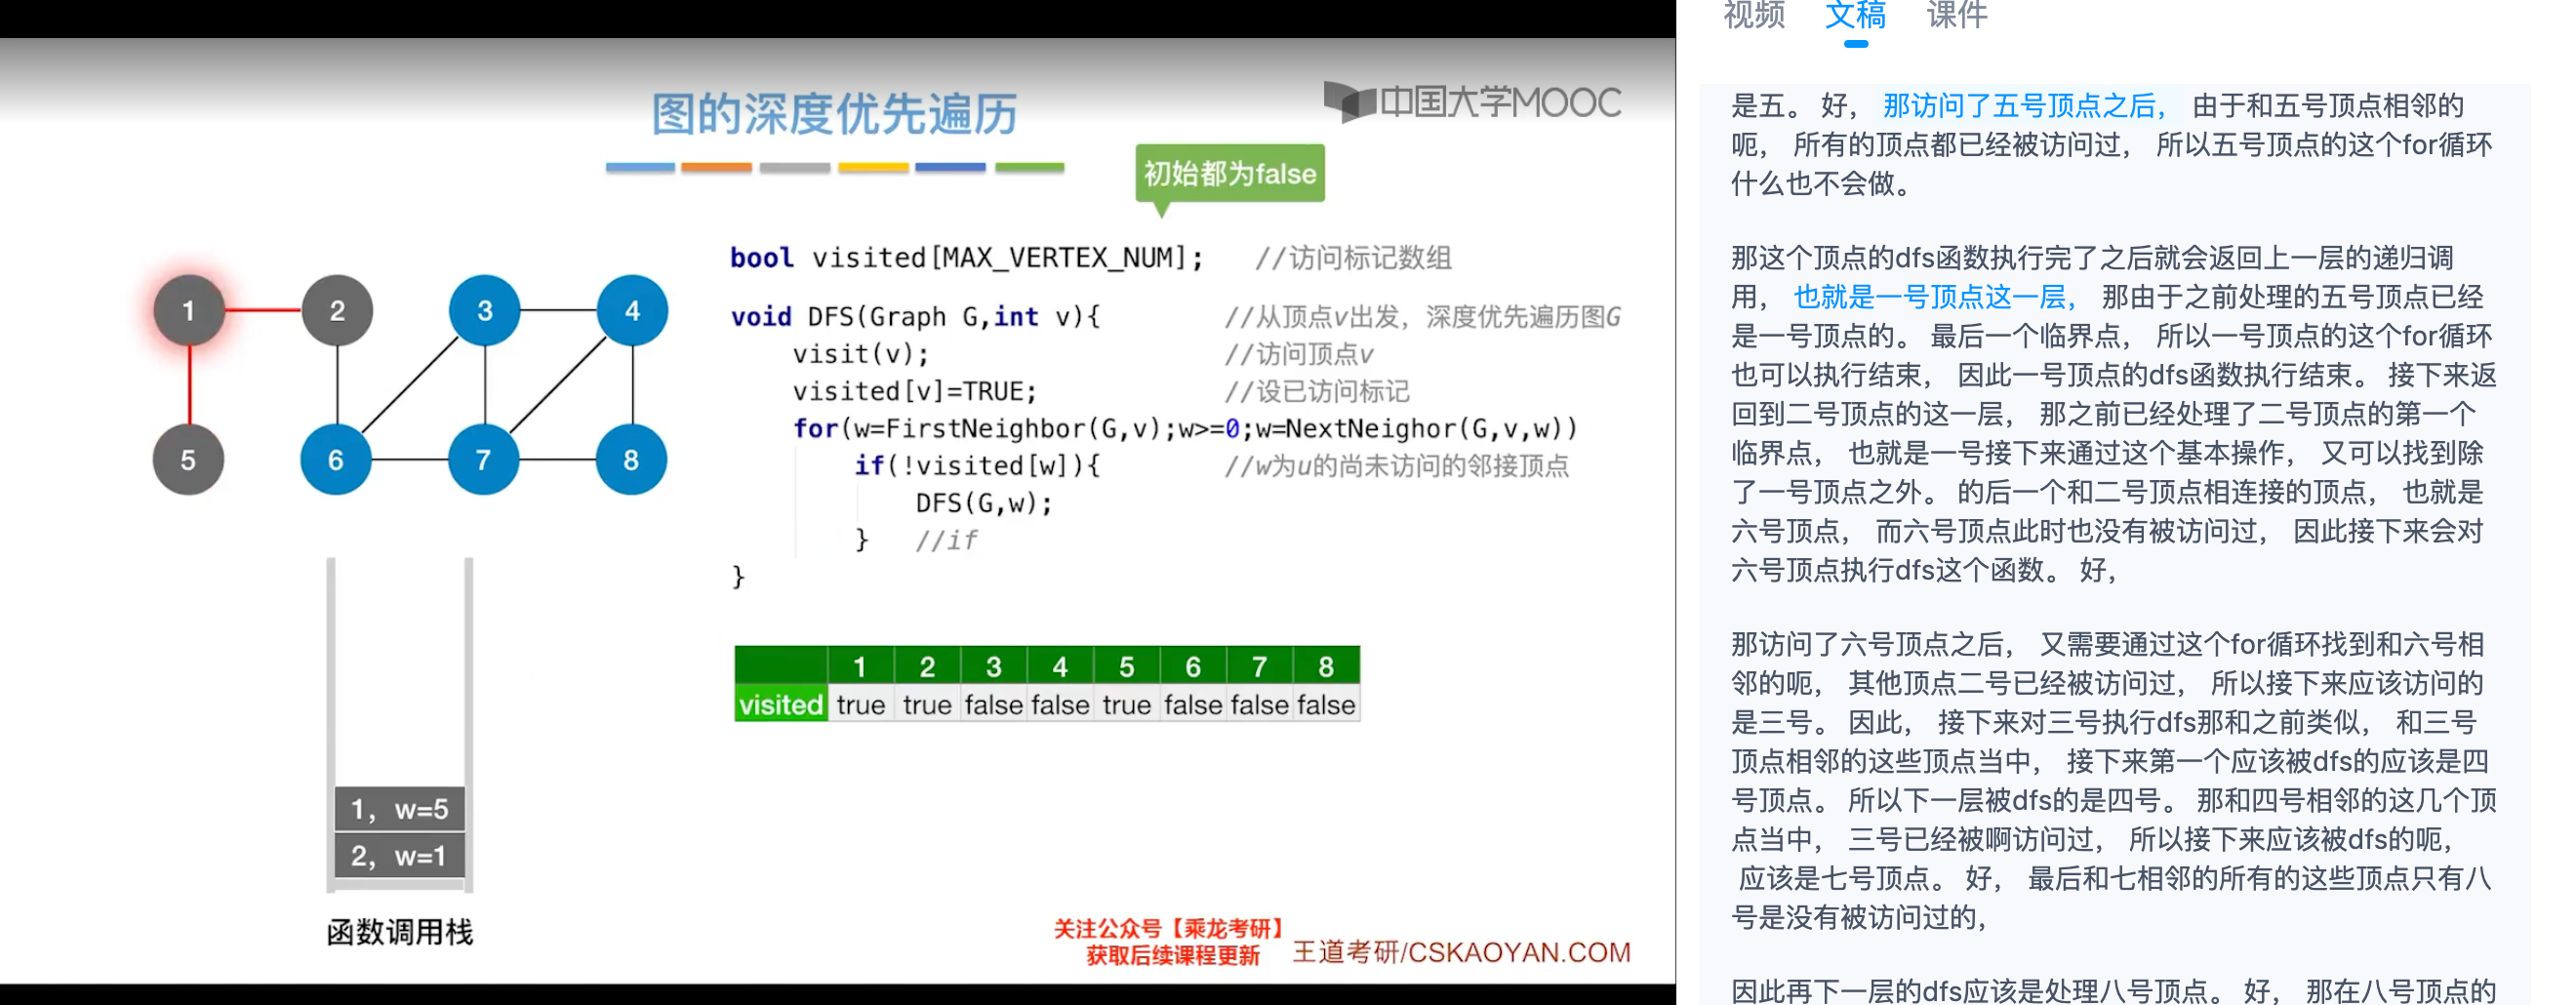 图的深度优先遍历
中国大学MOOC
初始都为false
bool visited[MAX_VERTEX_NUM]; //访问标记数组
void DFS(Graph G,int v){ //从顶点v出发，深度优先遍历图G
visit(v); //访问顶点v
visited[v]=TRUE; //设已访问标记
for(w=FirstNeighbor(G,v);w>=0;w=NextNeighor(G,v,w))
if(!visited[w]){ //w为u的尚未访问的邻接顶点
DFS(G,w);
} //if
}
1 2 3 4
5 6 7 8
1 2 3 4 5 6 7 8
visited true true false false true false false false
1, w=5
2, w=1
函数调用栈
关注公众号【乘龙考研】
获取后续课程更新
王道考研/CSKAOYAN.COM
视频 文稿 课件
是五。 好， 那访问了五号顶点之后， 由于和五号顶点相邻的
呃， 所有的顶点都已经被访问过， 所以五号顶点的这个for循环
什么也不会做。
那这个顶点的dfs函数执行完了之后就会返回上一层的递归调
用， 也就是一号顶点这一层， 那由于之前处理的五号顶点已经
是一号顶点的。 最后一个临界点， 所以一号顶点的这个for循环
也可以执行结束， 因此一号顶点的dfs函数执行结束。 接下来返
回到二号顶点的这一层， 那之前已经处理了二号顶点的第一个
临界点， 也就是一号接下来通过这个基本操作， 又可以找到除
了一号顶点之外。 的后一个和二号顶点相连接的顶点， 也就是
六号顶点， 而六号顶点此时也没有被访问过， 因此接下来会对
六号顶点执行dfs这个函数。 好，
那访问了六号顶点之后， 又需要通过这个for循环找到和六号相
邻的呃， 其他顶点二号已经被访问过， 所以接下来应该访问的
是三号。 因此， 接下来对三号执行dfs那和之前类似， 和三号
顶点相邻的这些顶点当中， 接下来第一个应该被dfs的应该是四
号顶点。 所以下一层被dfs的是四号。 那和四号相邻的这几个顶
点当中， 三号已经被啊访问过， 所以接下来应该被dfs的呃，
应该是七号顶点。 好， 最后和七相邻的所有的这些顶点只有八
号是没有被访问过的，
因此再下一层的dfs应该是处理八号顶点。 好， 那在八号顶点的